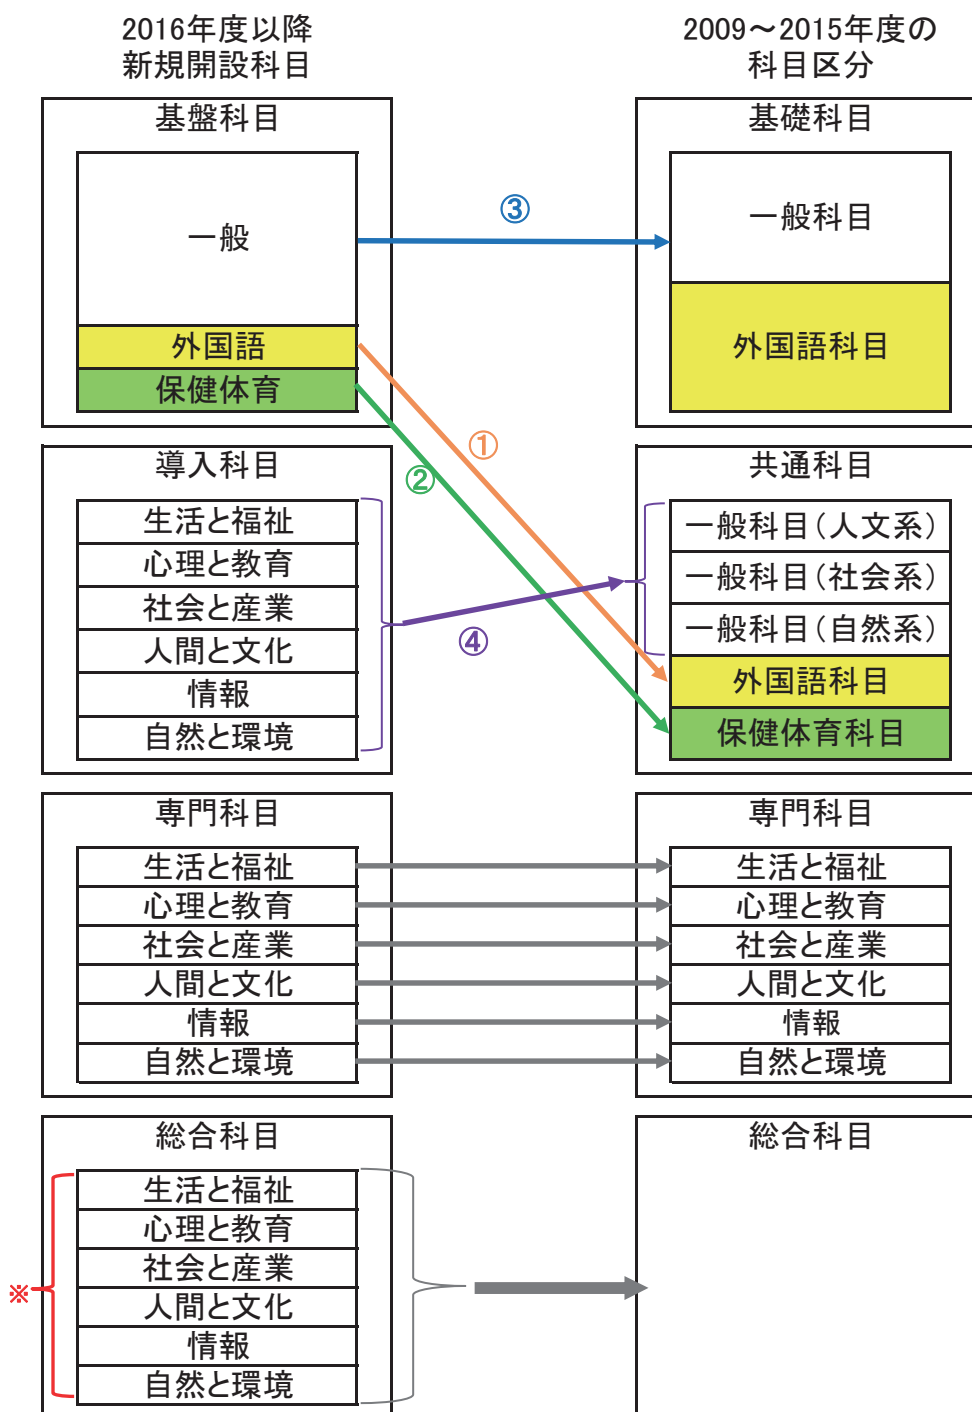 2016年度以降
新規開設科目
基盤科目
一般
外国語
保健体育
導入科目
生活と福祉
心理と教育
社会と産業
人間と文化
情報
自然と環境
専門科目
生活と福祉
心理と教育
社会と産業
人間と文化
情報
自然と環境
総合科目
※
生活と福祉
心理と教育
社会と産業
人間と文化
情報
自然と環境
③
①
②
④
2009～2015年度の
科目区分
基礎科目
一般科目
外国語科目
共通科目
一般科目（人文系）
一般科目（社会系）
一般科目（自然系）
外国語科目
保健体育科目
専門科目
生活と福祉
心理と教育
社会と産業
人間と文化
情報
自然と環境
総合科目